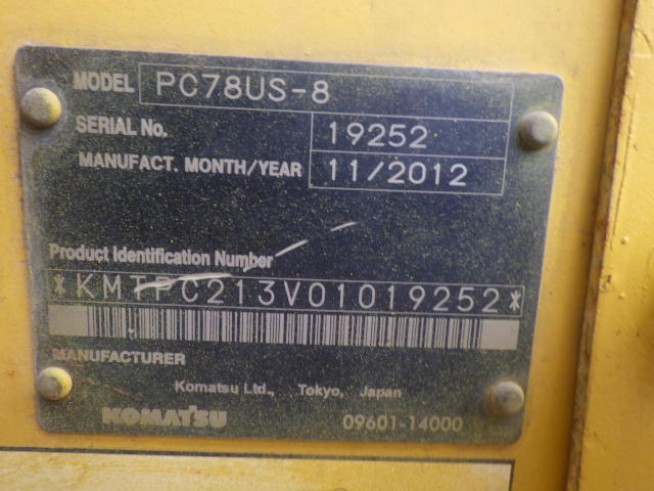 MODEL PC78US-8
SERIAL No. 19252
MANUFACT. MONTH/YEAR 11/2012
Product Identification Number
*KMTPC213V01019252*
MANUFACTURER
Komatsu Ltd., Tokyo, Japan
KOMATSU 09601-14000